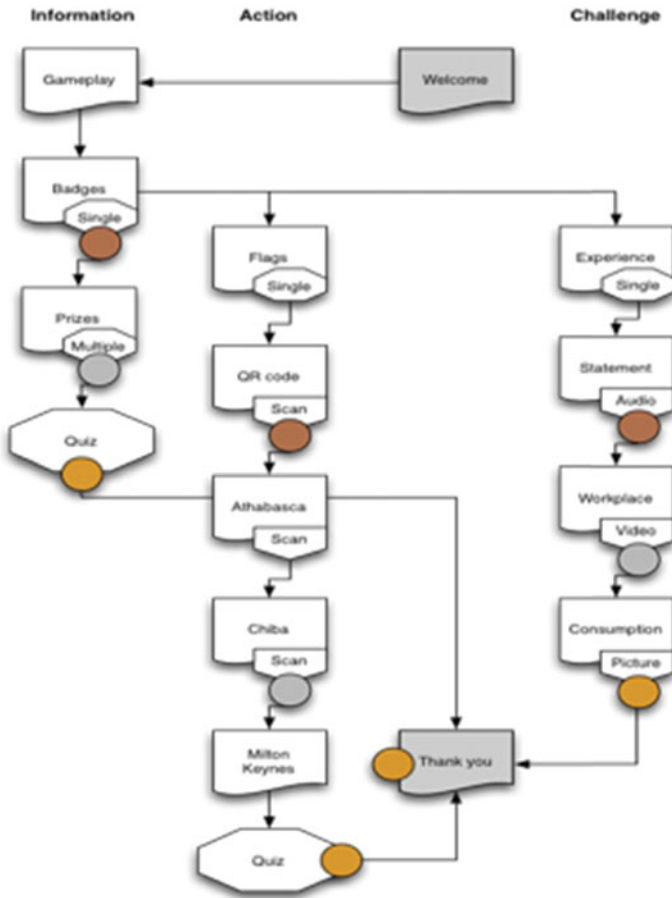 Information
Action
Challenge
Gameplay
Welcome
Badges
Single
Flags
Single
Experience
Single
Prizes
Multiple
QR code
Scan
Statement
Audio
Quiz
Athabasca
Scan
Workplace
Video
Chiba
Scan
Consumption
Picture
Milton
Keynes
Thank you
Quiz